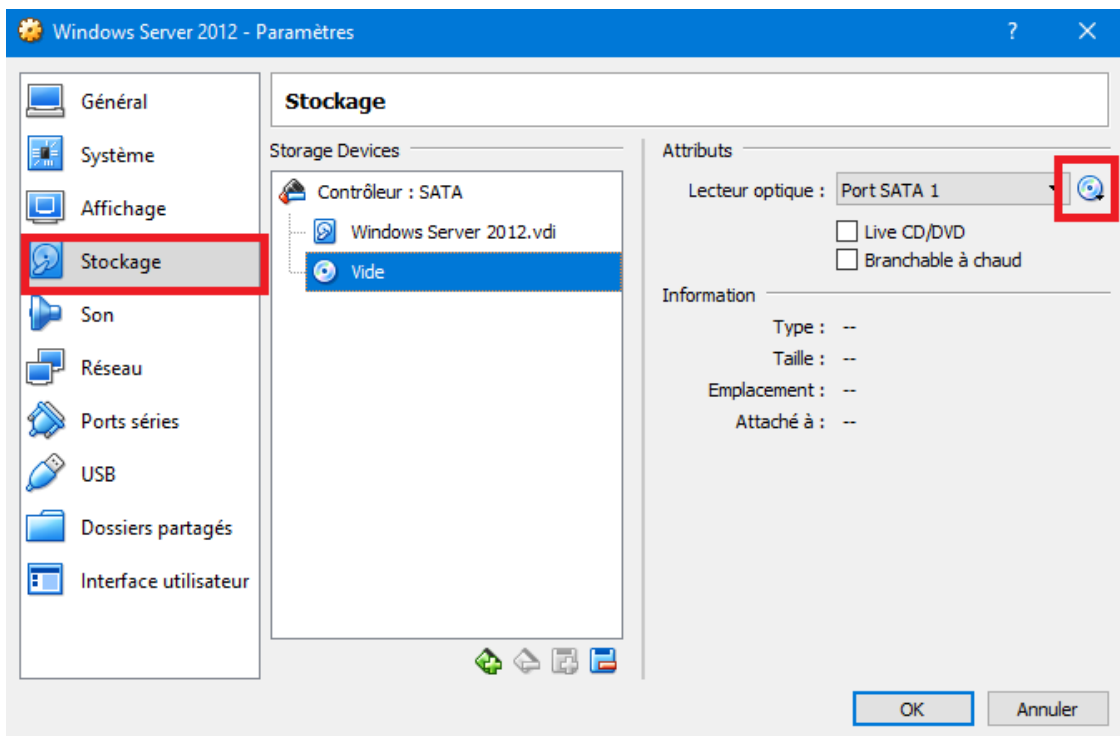 Windows Server 2012 - Paramètres
?
Général
Système
Affichage
Stockage
Son
Réseau
Ports séries
USB
Dossiers partagés
Interface utilisateur
Stockage
Storage Devices
Contrôleur : SATA
Windows Server 2012.vdi
Vide
Attributs
Lecteur optique : Port SATA 1
Live CD/DVD
Branchable à chaud
Information
Type : --
Taille : --
Emplacement : --
Attaché à : --
OK
Annuler